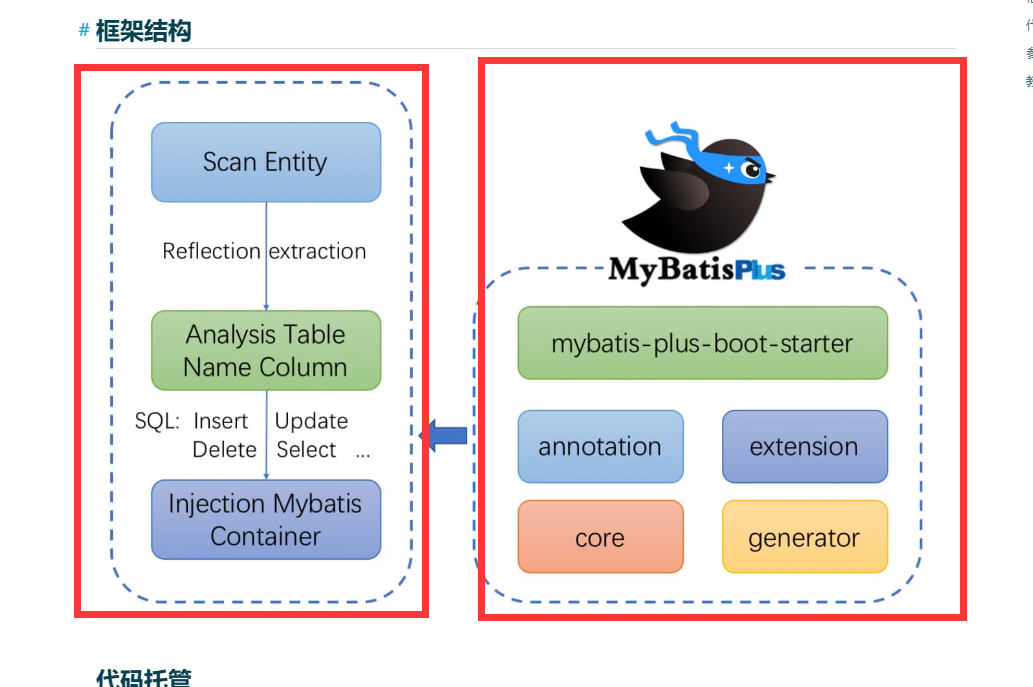 # 框架结构
Scan Entity
Reflection extraction
Analysis Table
Name Column
SQL: Insert Update
Delete Select ...
Injection Mybatis
Container
MyBatisPlus
mybatis-plus-boot-starter
annotation
extension
core
generator
代码托管